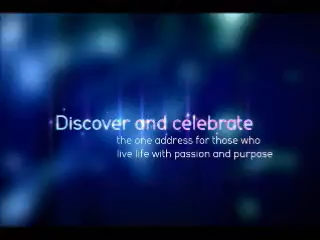 Discover and celebrate
the one address for those who
live life with passion and purpose